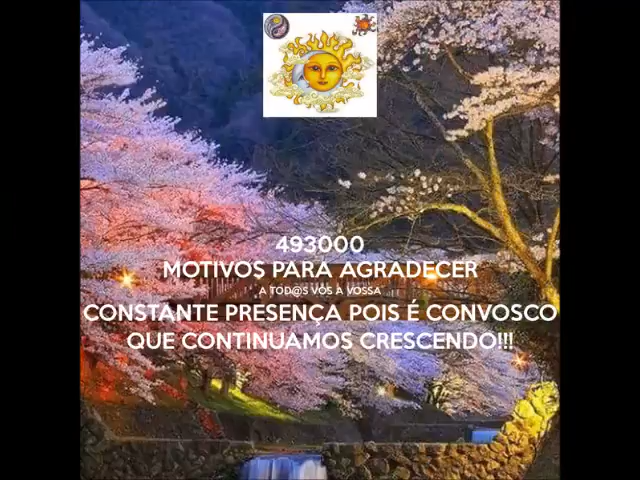 493000
MOTIVOS PARA AGRADECER
A TOD@S VÓS A VOSSA
CONSTANTE PRESENÇA POIS É CONVOSCO
QUE CONTINUAMOS CRESCENDO!!!